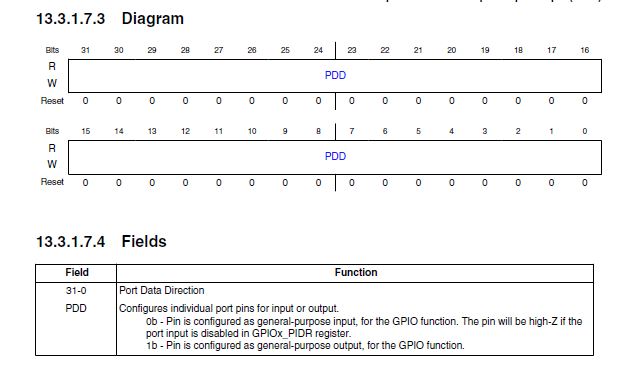 13.3.1.7.3 Diagram
Bits 31 30 29 28 27 26 25 24 23 22 21 20 19 18 17 16
R
PDD
W
Reset 0 0 0 0 0 0 0 0 0 0 0 0 0 0 0 0
Bits 15 14 13 12 11 10 9 8 7 6 5 4 3 2 1 0
R
PDD
W
Reset 0 0 0 0 0 0 0 0 0 0 0 0 0 0 0 0
13.3.1.7.4 Fields
Field Function
31-0 Port Data Direction
PDD Configures individual port pins for input or output.
0b - Pin is configured as general-purpose input, for the GPIO function. The pin will be high-Z if the
port input is disabled in GPIOx_PIDR register.
1b - Pin is configured as general-purpose output, for the GPIO function.